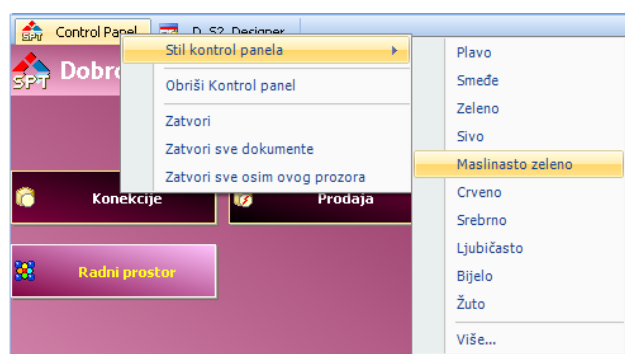 Control Panel
D_S2_Designer
SPT
Stil kontrol panela
Obriši Kontrol panel
Zatvori
Zatvori sve dokumente
Zatvori sve osim ovog prozora
Plavo
Smeđe
Zeleno
Sivo
Maslinasto zeleno
Crveno
Srebrno
Ljubičasto
Bijelo
Žuto
Više...
Konekcije
Prodaja
Radni prostor